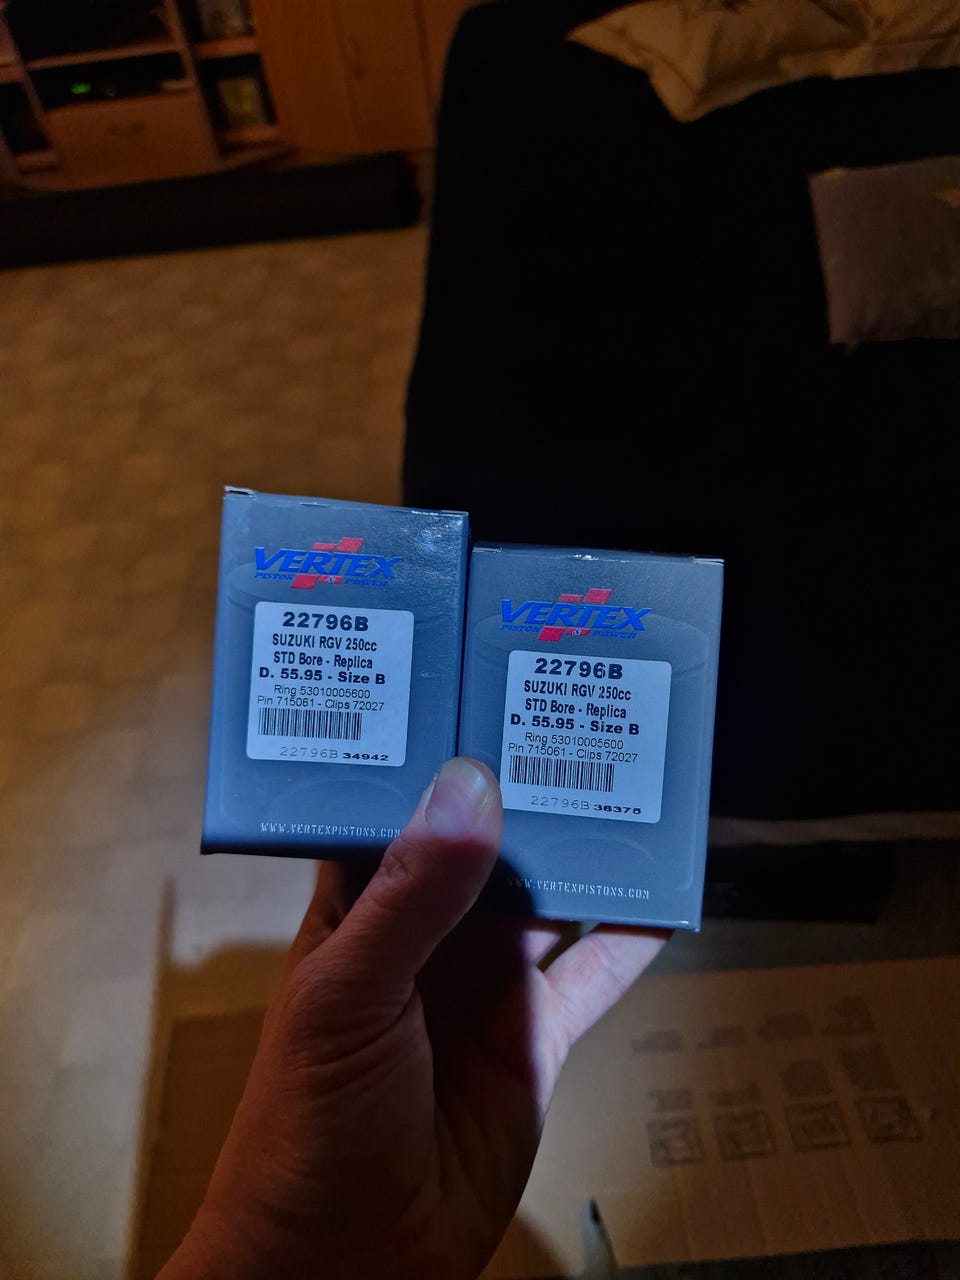 VERTEX
PISTON & POWER
22796B
SUZUKI RGV 250cc
STD Bore - Replica
D. 55.95 - Size B
Ring 53010005600
Pin 715061 - Clips 72027
22796B 34942
WWW.VERTEXPISTONS.COM
VERTEX
PISTON & POWER
22796B
SUZUKI RGV 250cc
STD Bore - Replica
D. 55.95 - Size B
Ring 53010005600
Pin 715061 - Clips 72027
22796B 36375
WWW.VERTEXPISTONS.COM